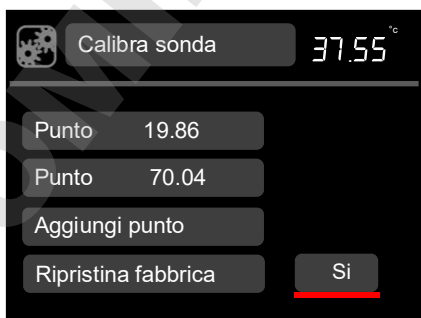 Calibra sonda 37.55 °c
Punto 19.86
Punto 70.04
Aggiungi punto
Ripristina fabbrica Si